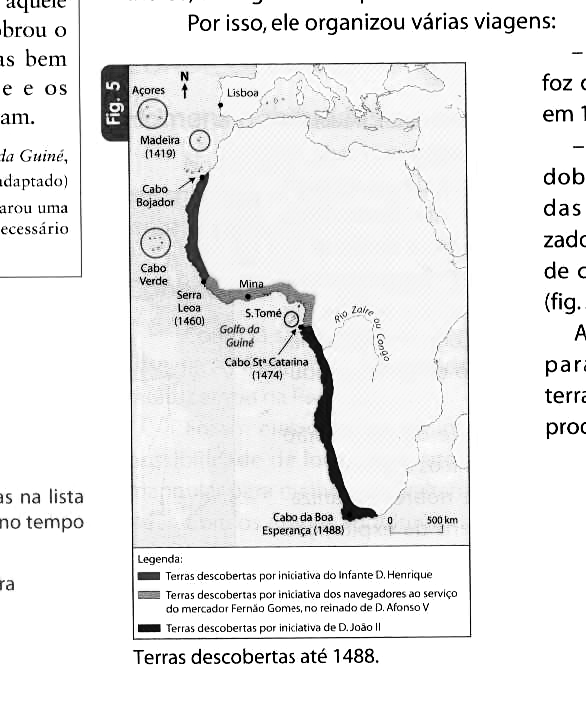 aquele
brou o
as bem
e e os
am.
da Guiné,
adaptado)
arou uma
ecessário
as na lista
no tempo
ra
Por isso, ele organizou várias viagens:
Fig. 5
Açores
N
Lisboa
Madeira
(1419)
Cabo
Bojador
Cabo
Verde
Serra
Leoa
(1460)
Mina
S. Tomé
Golfo da
Guiné
Cabo Stª Catarina
(1474)
Rio Zaire ou Congo
Cabo da Boa
Esperança (1488)
0 500 km
Legenda:
Terras descobertas por iniciativa do Infante D. Henrique
Terras descobertas por iniciativa dos navegadores ao serviço
do mercador Fernão Gomes, no reinado de D. Afonso V
Terras descobertas por iniciativa de D. João II
Terras descobertas até 1488.
–
foz d
em 1
–
dob
das
zado
de c
(fig.
A
para
terra
proc